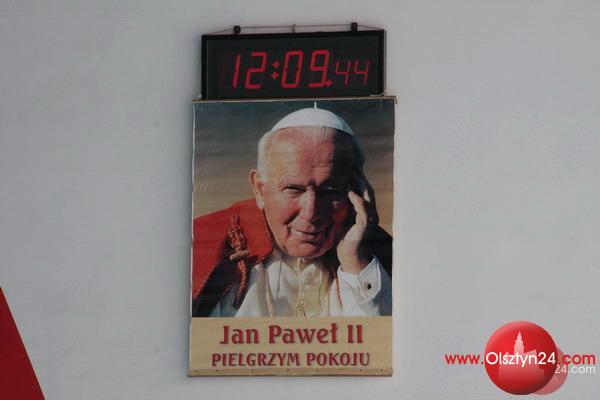 12:09.44
Jan Paweł II
PIELGRZYM POKOJU
www.Olsztyn24.com
24.com